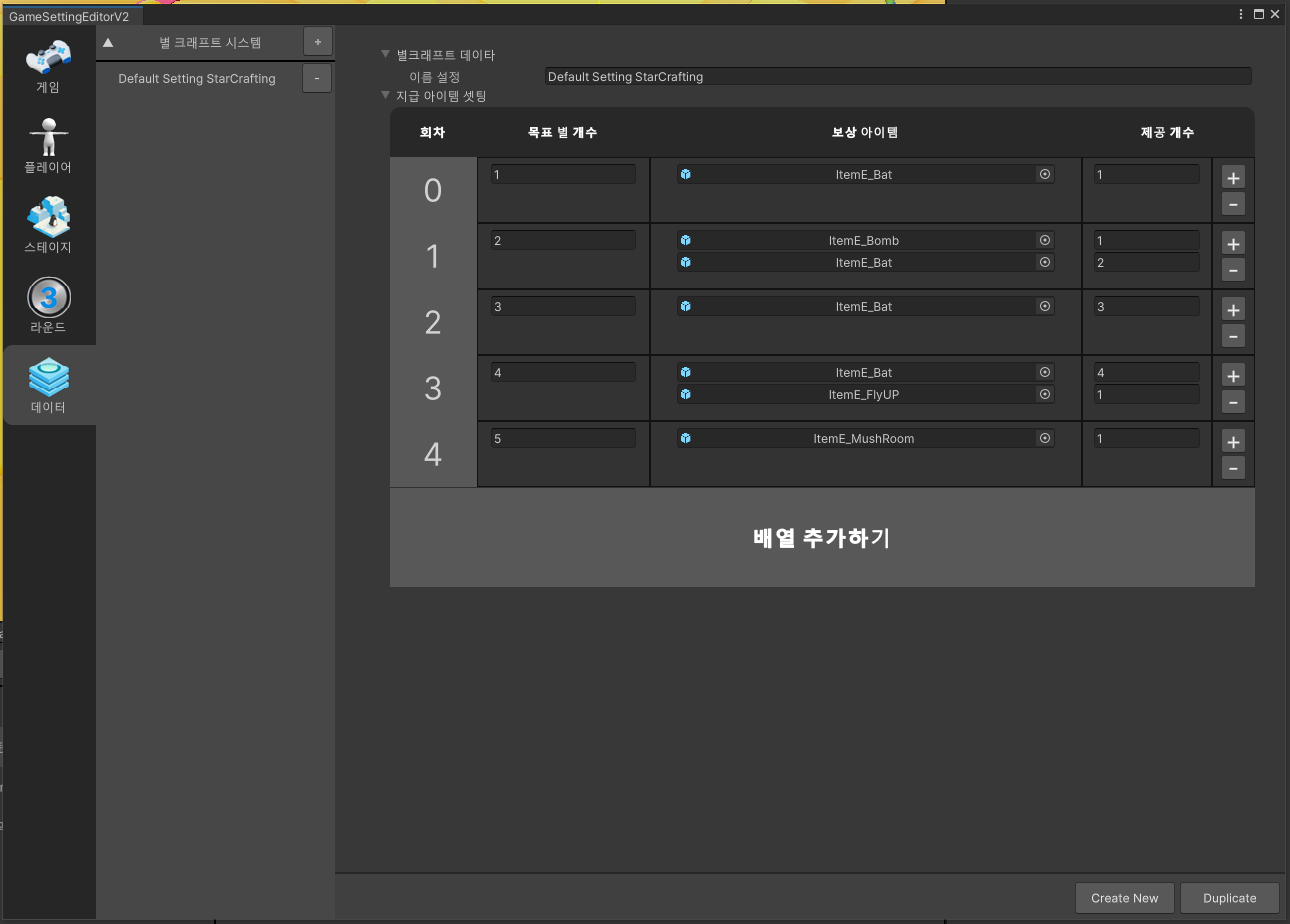 GameSettingEditorV2
게임
플레이어
스테이지
3
라운드
데이터
별 크래프트 시스템
+
Default Setting StarCrafting
-
별크래프트 데이타
이름 설정
Default Setting StarCrafting
지급 아이템 셋팅
회차 목표 별 개수 보상 아이템 제공 개수
0 1 ItemE_Bat 1 + -
1 2 ItemE_Bomb 1 +
ItemE_Bat 2 -
2 3 ItemE_Bat 3 + -
3 4 ItemE_Bat 4 +
ItemE_FlyUP 1 -
4 5 ItemE_MushRoom 1 + -
배열 추가하기
Create New Duplicate